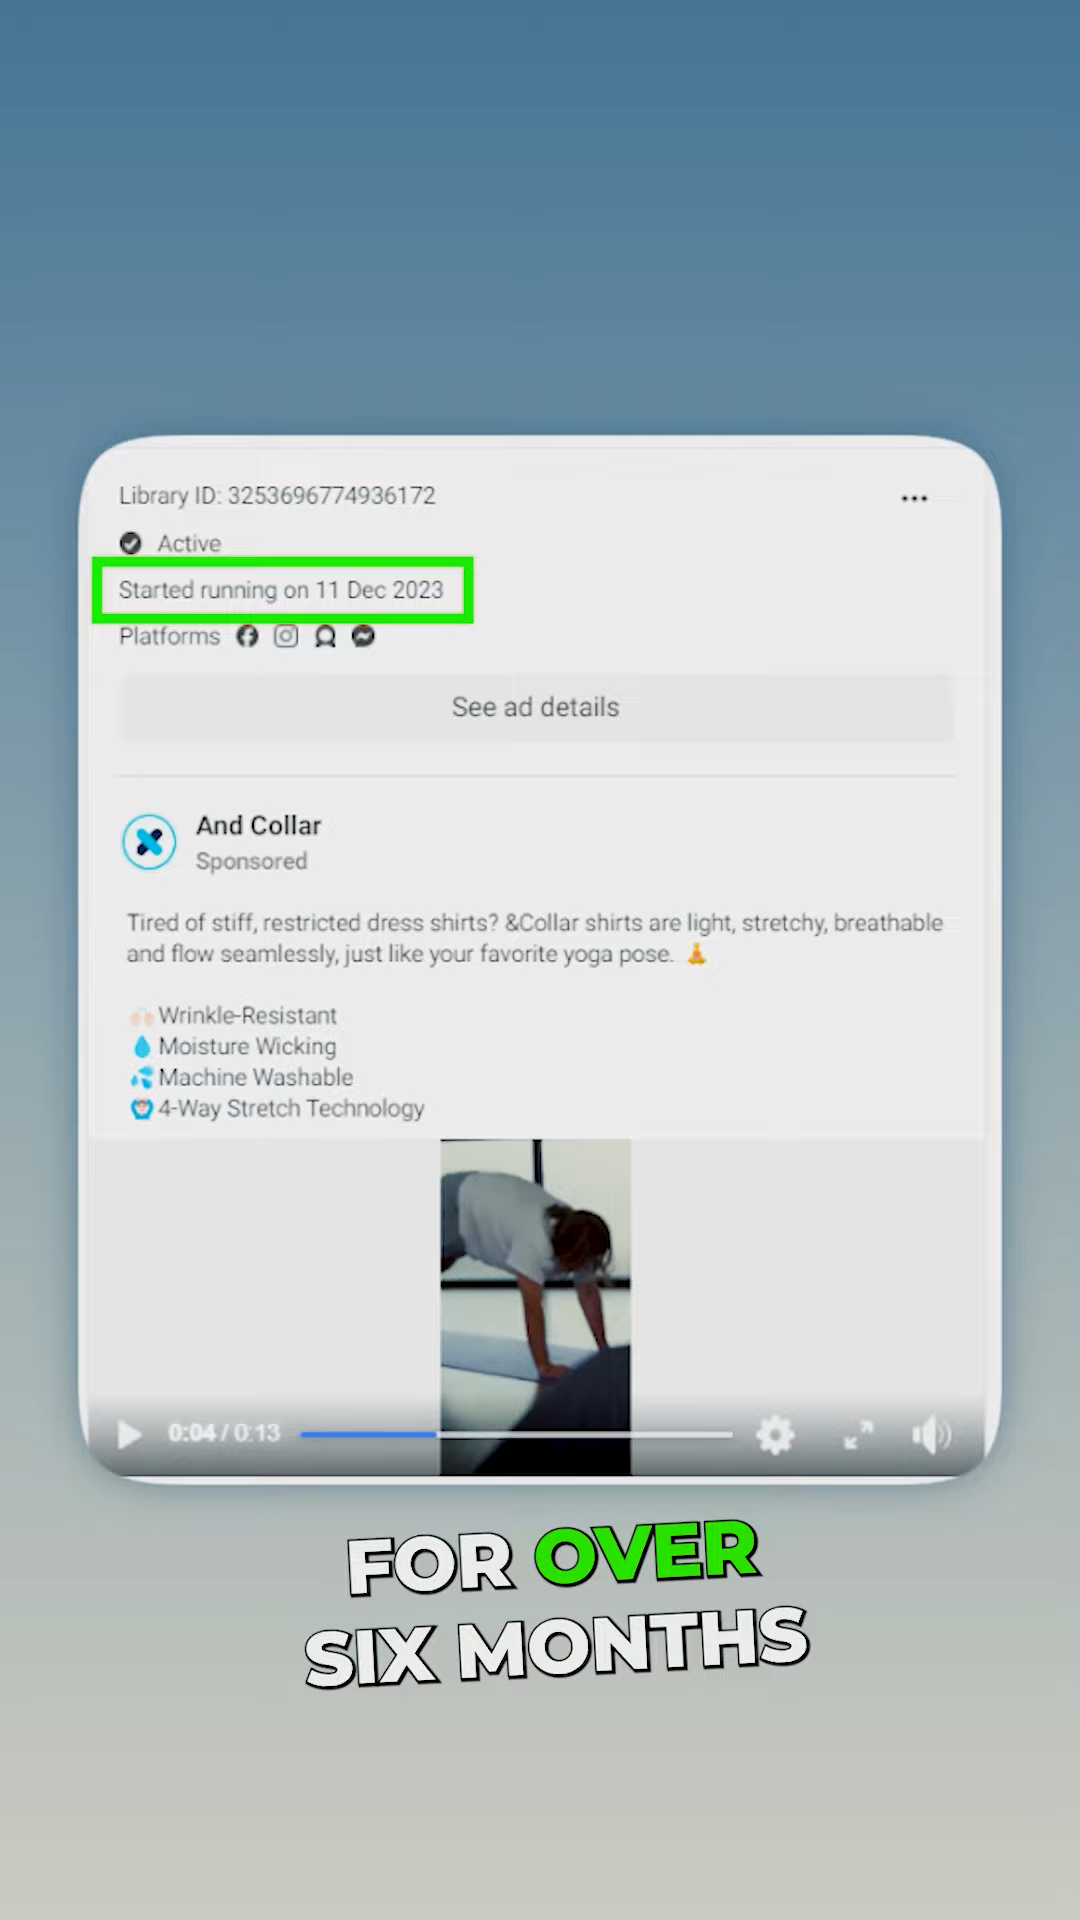 Library ID: 3253696774936172
Active
Started running on 11 Dec 2023
Platforms
See ad details
And Collar
Sponsored
Tired of stiff, restricted dress shirts? &Collar shirts are light, stretchy, breathable
and flow seamlessly, just like your favorite yoga pose. 🧘
🙌🏻Wrinkle-Resistant
💧Moisture Wicking
💦Machine Washable
🙆4-Way Stretch Technology
0:04 / 0:13
FOR OVER
SIX MONTHS